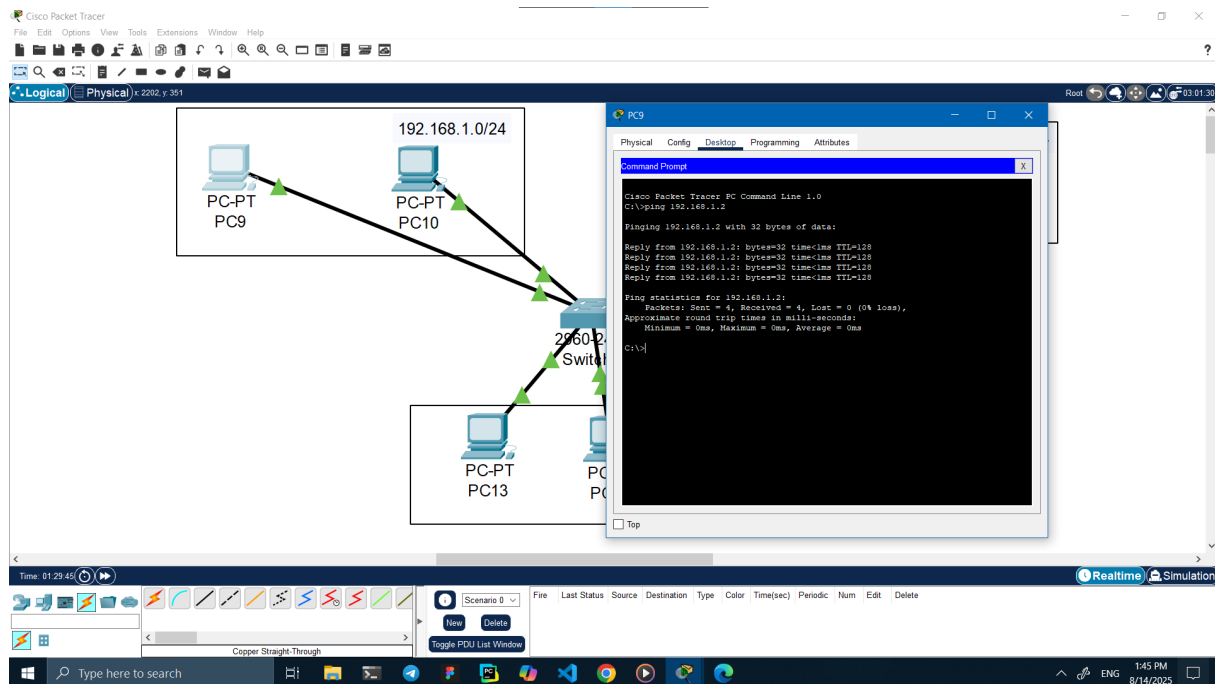 Cisco Packet Tracer
File Edit Options View Tools Extensions Window Help
?
Logical Physical x: 2202, y: 351
Root 03:01:30
192.168.1.0/24
PC-PT
PC9
PC-PT
PC10
2960-2
Switch
PC-PT
PC13
PC
P
PC9
Physical Config Desktop Programming Attributes
Command Prompt
X
Cisco Packet Tracer PC Command Line 1.0
C:\>ping 192.168.1.2
Pinging 192.168.1.2 with 32 bytes of data:
Reply from 192.168.1.2: bytes=32 time<1ms TTL=128
Reply from 192.168.1.2: bytes=32 time<1ms TTL=128
Reply from 192.168.1.2: bytes=32 time<1ms TTL=128
Reply from 192.168.1.2: bytes=32 time<1ms TTL=128
Ping statistics for 192.168.1.2:
Packets: Sent = 4, Received = 4, Lost = 0 (0% loss),
Approximate round trip times in milli-seconds:
Minimum = 0ms, Maximum = 0ms, Average = 0ms
C:\>
Top
Time: 01:29:45
Realtime Simulation
Scenario 0
New Delete
Toggle PDU List Window
Fire Last Status Source Destination Type Color Time(sec) Periodic Num Edit Delete
Copper Straight-Through
Type here to search
ENG
1:45 PM
8/14/2025